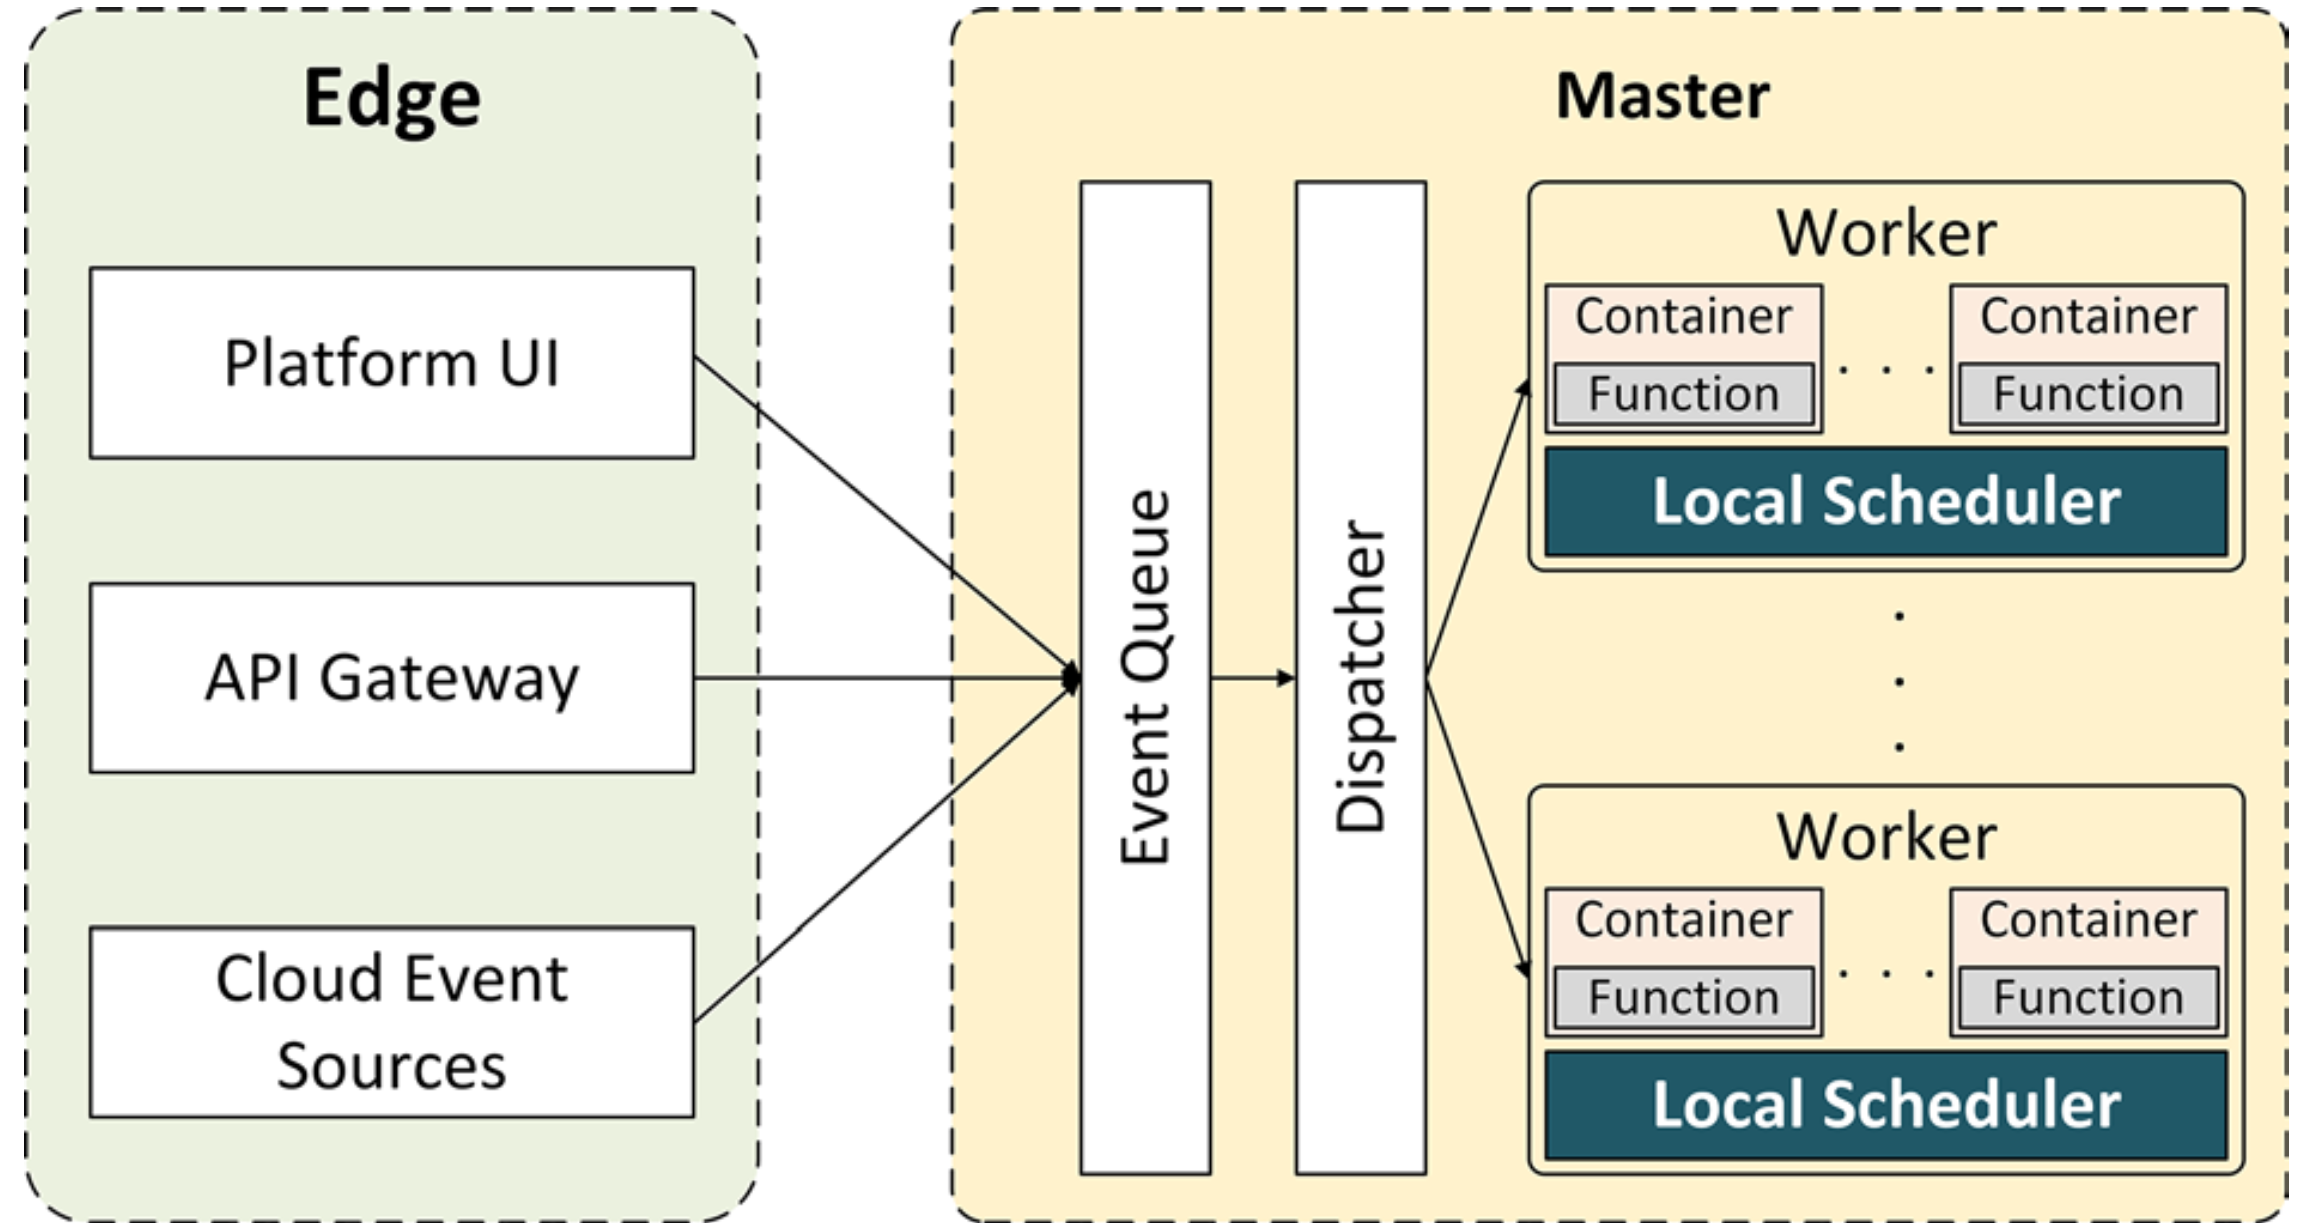 Edge
Platform UI
API Gateway
Cloud Event
Sources
Master
Event Queue
Dispatcher
Worker
Container
Function
. . .
Container
Function
Local Scheduler
.
.
.
Worker
Container
Function
. . .
Container
Function
Local Scheduler